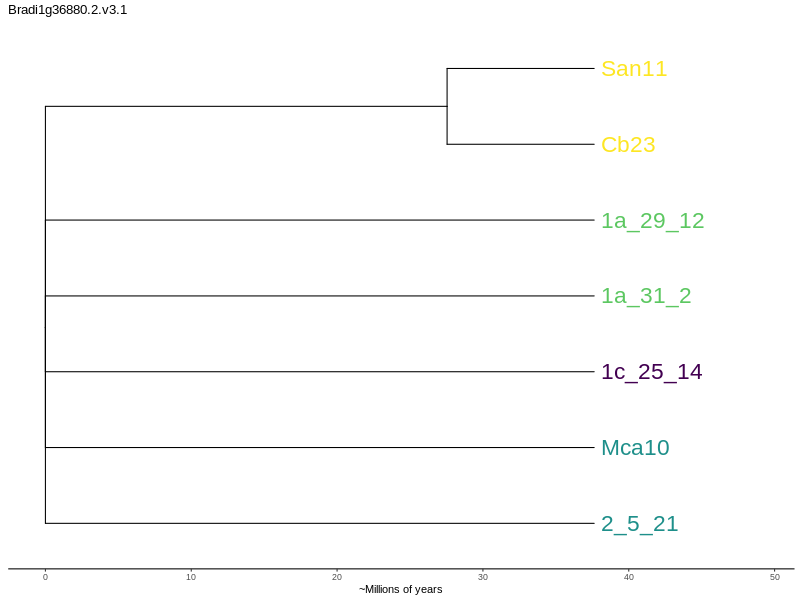 Bradi1g36880.2.v3.1
San11
Cb23
1a_29_12
1a_31_2
1c_25_14
Mca10
2_5_21
0 10 20 30 40 50
~Millions of years